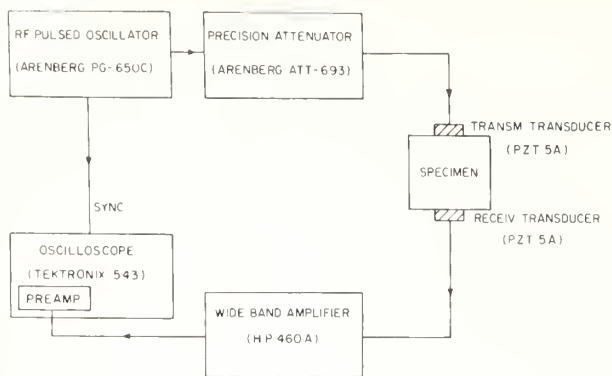 RF PULSED OSCILLATOR
(ARENBERG PG-650C)
PRECISION ATTENUATOR
(ARENBERG ATT-693)
TRANSM TRANSDUCER
(PZT 5A)
SPECIMEN
RECEIV TRANSDUCER
(PZT 5A)
SYNC
OSCILLOSCOPE
(TEKTRONIX 543)
PREAMP
WIDE BAND AMPLIFIER
(HP 460A)